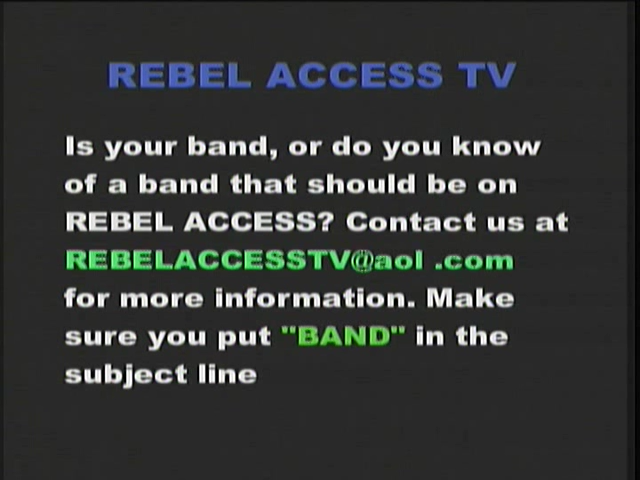 REBEL ACCESS TV
Is your band, or do you know
of a band that should be on
REBEL ACCESS? Contact us at
REBELACCESSTV@aol .com
for more information. Make
sure you put "BAND" in the
subject line